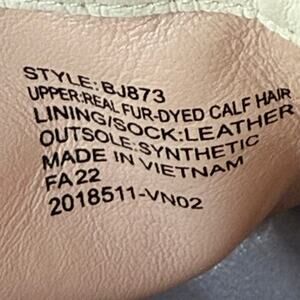 STYLE:BJ873
UPPER:REAL FUR-DYED CALF HAIR
LINING/SOCK:LEATHER
OUTSOLE:SYNTHETIC
MADE IN VIETNAM
FA22
2018511-VN02